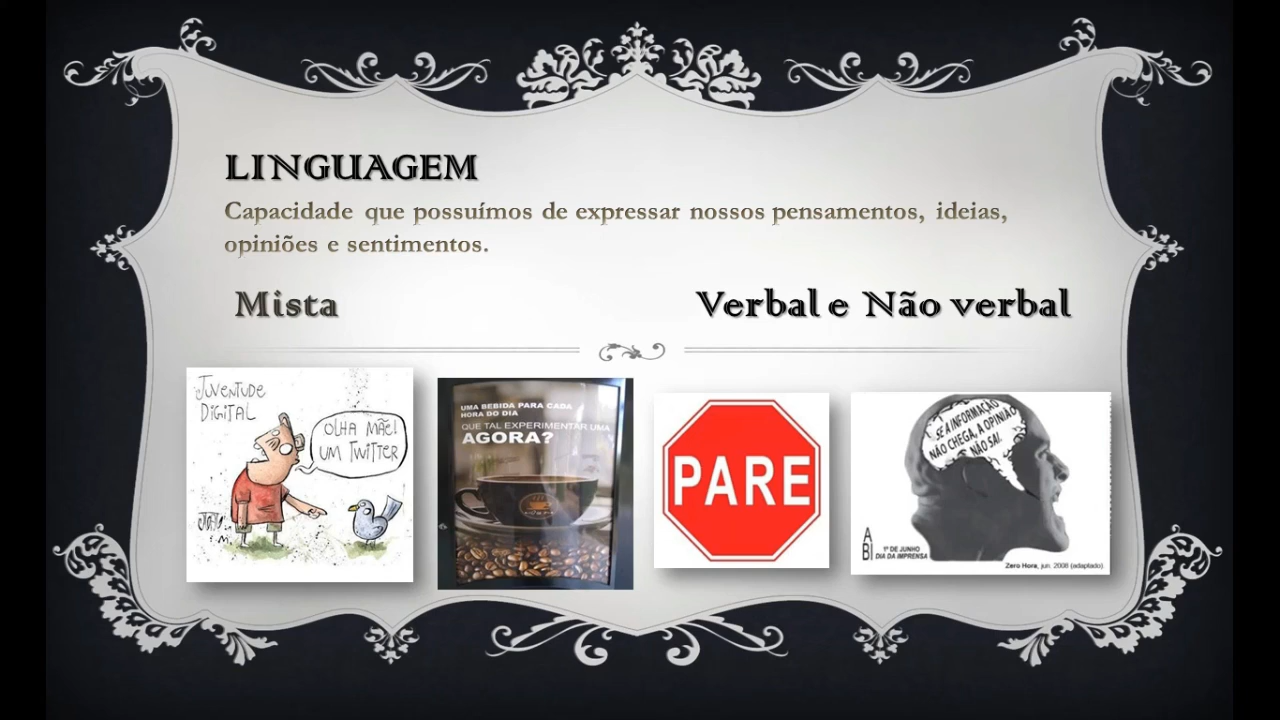 LINGUAGEM
Capacidade que possuímos de expressar nossos pensamentos, ideias,
opiniões e sentimentos.
Mista
Verbal e Não verbal
JUVENTUDE
DIGITAL
OLHA MÃE!
UM TWITTER
UMA BEBIDA PARA CADA
HORA DO DIA
QUE TAL EXPERIMENTAR UMA
AGORA?
PARE
SE A INFORMAÇÃO
NÃO CHEGA, A OPINIÃO
NÃO SAI.
ABI
1º DE JUNHO
DIA DA IMPRENSA
Zero Hora, jun. 2008 (adaptado).